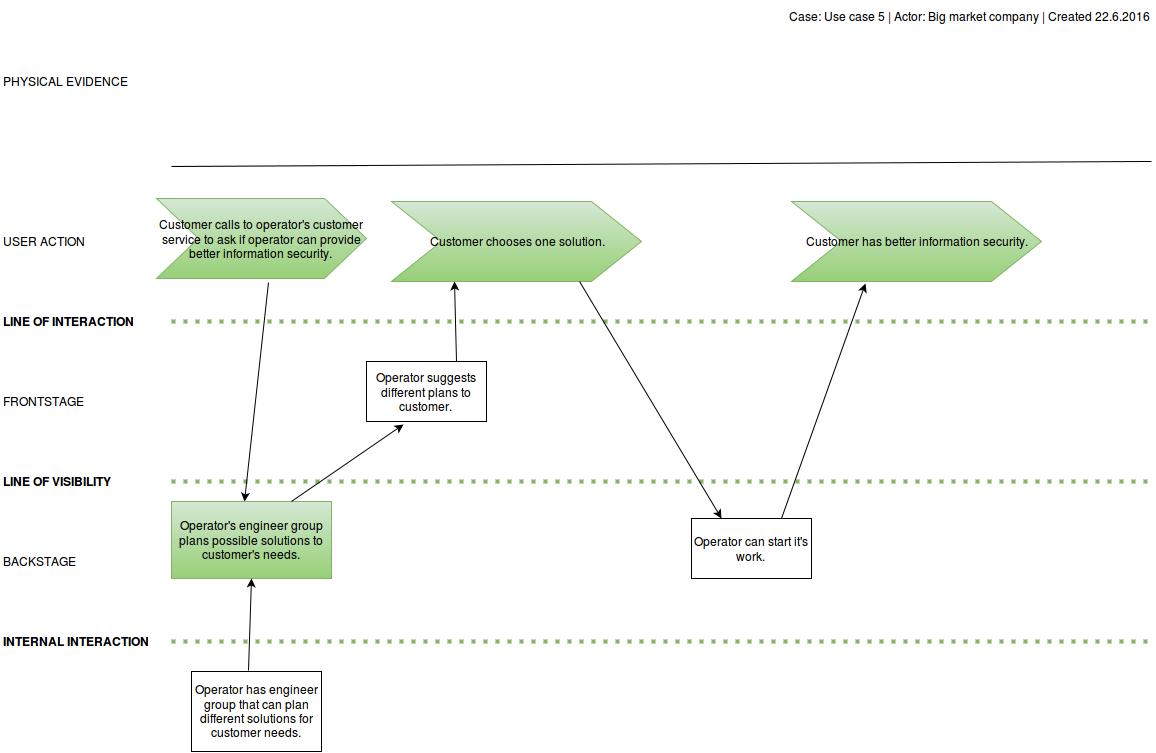 Case: Use case 5 | Actor: Big market company | Created 22.6.2016
PHYSICAL EVIDENCE
USER ACTION
Customer calls to operator's customer
service to ask if operator can provide
better information security.
Customer chooses one solution.
Customer has better information security.
LINE OF INTERACTION
FRONTSTAGE
Operator suggests
different plans to
customer.
LINE OF VISIBILITY
BACKSTAGE
Operator's engineer group
plans possible solutions to
customer's needs.
Operator can start it's
work.
INTERNAL INTERACTION
Operator has engineer
group that can plan
different solutions for
customer needs.